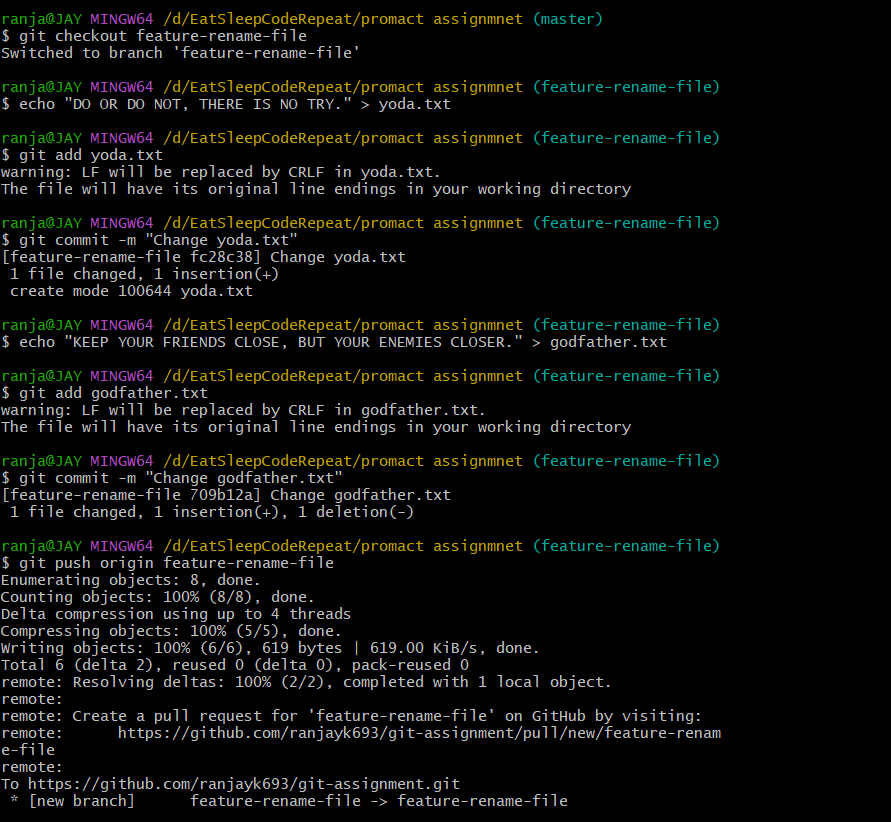 ranja@JAY MINGW64 /d/EatSleepCodeRepeat/promact assignmnet (master)
$ git checkout feature-rename-file
Switched to branch 'feature-rename-file'
ranja@JAY MINGW64 /d/EatSleepCodeRepeat/promact assignmnet (feature-rename-file)
$ echo "DO OR DO NOT, THERE IS NO TRY." > yoda.txt
ranja@JAY MINGW64 /d/EatSleepCodeRepeat/promact assignmnet (feature-rename-file)
$ git add yoda.txt
warning: LF will be replaced by CRLF in yoda.txt.
The file will have its original line endings in your working directory
ranja@JAY MINGW64 /d/EatSleepCodeRepeat/promact assignmnet (feature-rename-file)
$ git commit -m "Change yoda.txt"
[feature-rename-file fc28c38] Change yoda.txt
 1 file changed, 1 insertion(+)
 create mode 100644 yoda.txt
ranja@JAY MINGW64 /d/EatSleepCodeRepeat/promact assignmnet (feature-rename-file)
$ echo "KEEP YOUR FRIENDS CLOSE, BUT YOUR ENEMIES CLOSER." > godfather.txt
ranja@JAY MINGW64 /d/EatSleepCodeRepeat/promact assignmnet (feature-rename-file)
$ git add godfather.txt
warning: LF will be replaced by CRLF in godfather.txt.
The file will have its original line endings in your working directory
ranja@JAY MINGW64 /d/EatSleepCodeRepeat/promact assignmnet (feature-rename-file)
$ git commit -m "Change godfather.txt"
[feature-rename-file 709b12a] Change godfather.txt
 1 file changed, 1 insertion(+), 1 deletion(-)
ranja@JAY MINGW64 /d/EatSleepCodeRepeat/promact assignmnet (feature-rename-file)
$ git push origin feature-rename-file
Enumerating objects: 8, done.
Counting objects: 100% (8/8), done.
Delta compression using up to 4 threads
Compressing objects: 100% (5/5), done.
Writing objects: 100% (6/6), 619 bytes | 619.00 KiB/s, done.
Total 6 (delta 2), reused 0 (delta 0), pack-reused 0
remote: Resolving deltas: 100% (2/2), completed with 1 local object.
remote:
remote: Create a pull request for 'feature-rename-file' on GitHub by visiting:
remote:      https://github.com/ranjayk693/git-assignment/pull/new/feature-renam
e-file
remote:
To https://github.com/ranjayk693/git-assignment.git
 * [new branch]      feature-rename-file -> feature-rename-file